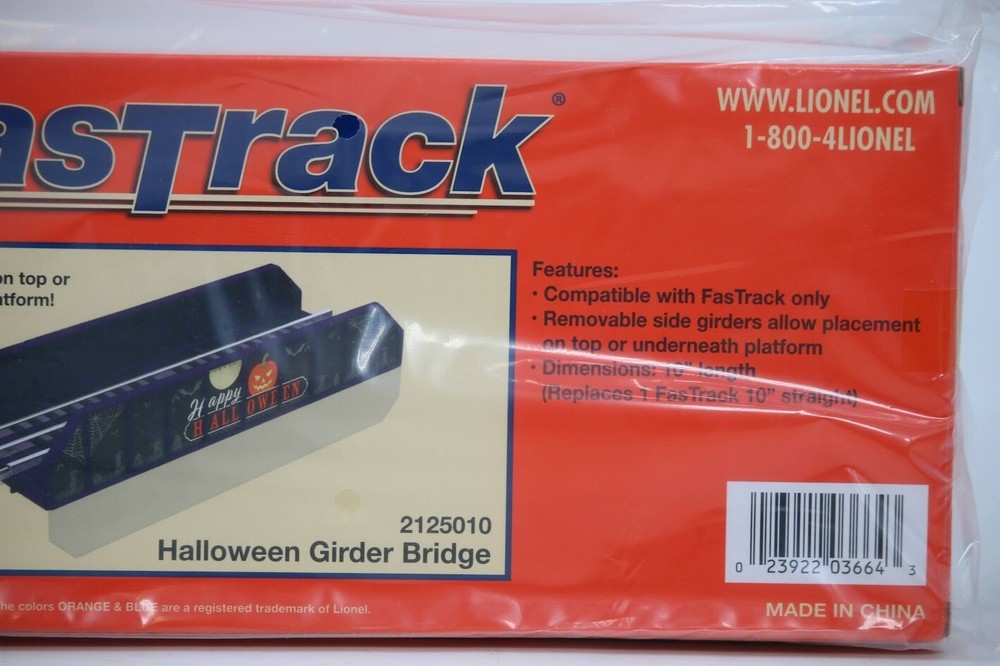 asTrack®
WWW.LIONEL.COM
1-800-4LIONEL
on top or
atform!
Features:
· Compatible with FasTrack only
· Removable side girders allow placement
on top or underneath platform
· Dimensions: 10" length
(Replaces 1 FasTrack 10" straight)
Happy
HALLOWEEN
2125010
Halloween Girder Bridge
0 23922 03664 3
he colors ORANGE & BLUE are a registered trademark of Lionel.
MADE IN CHINA